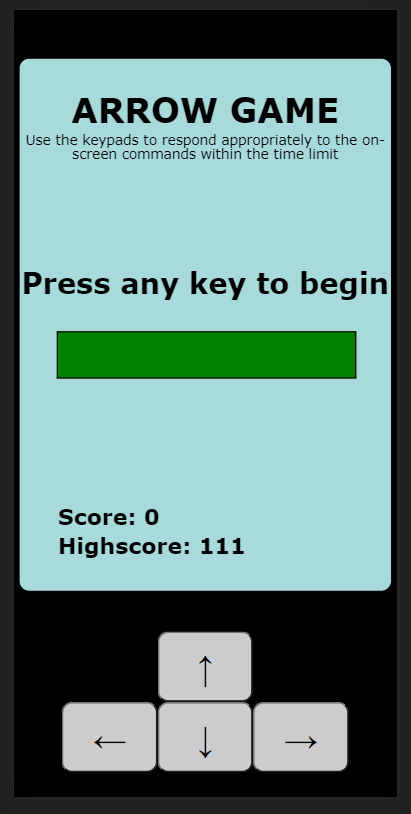 ARROW GAME
Use the keypads to respond appropriately to the on-
screen commands within the time limit
Press any key to begin
Score: 0
Highscore: 111
↑
← ↓ →